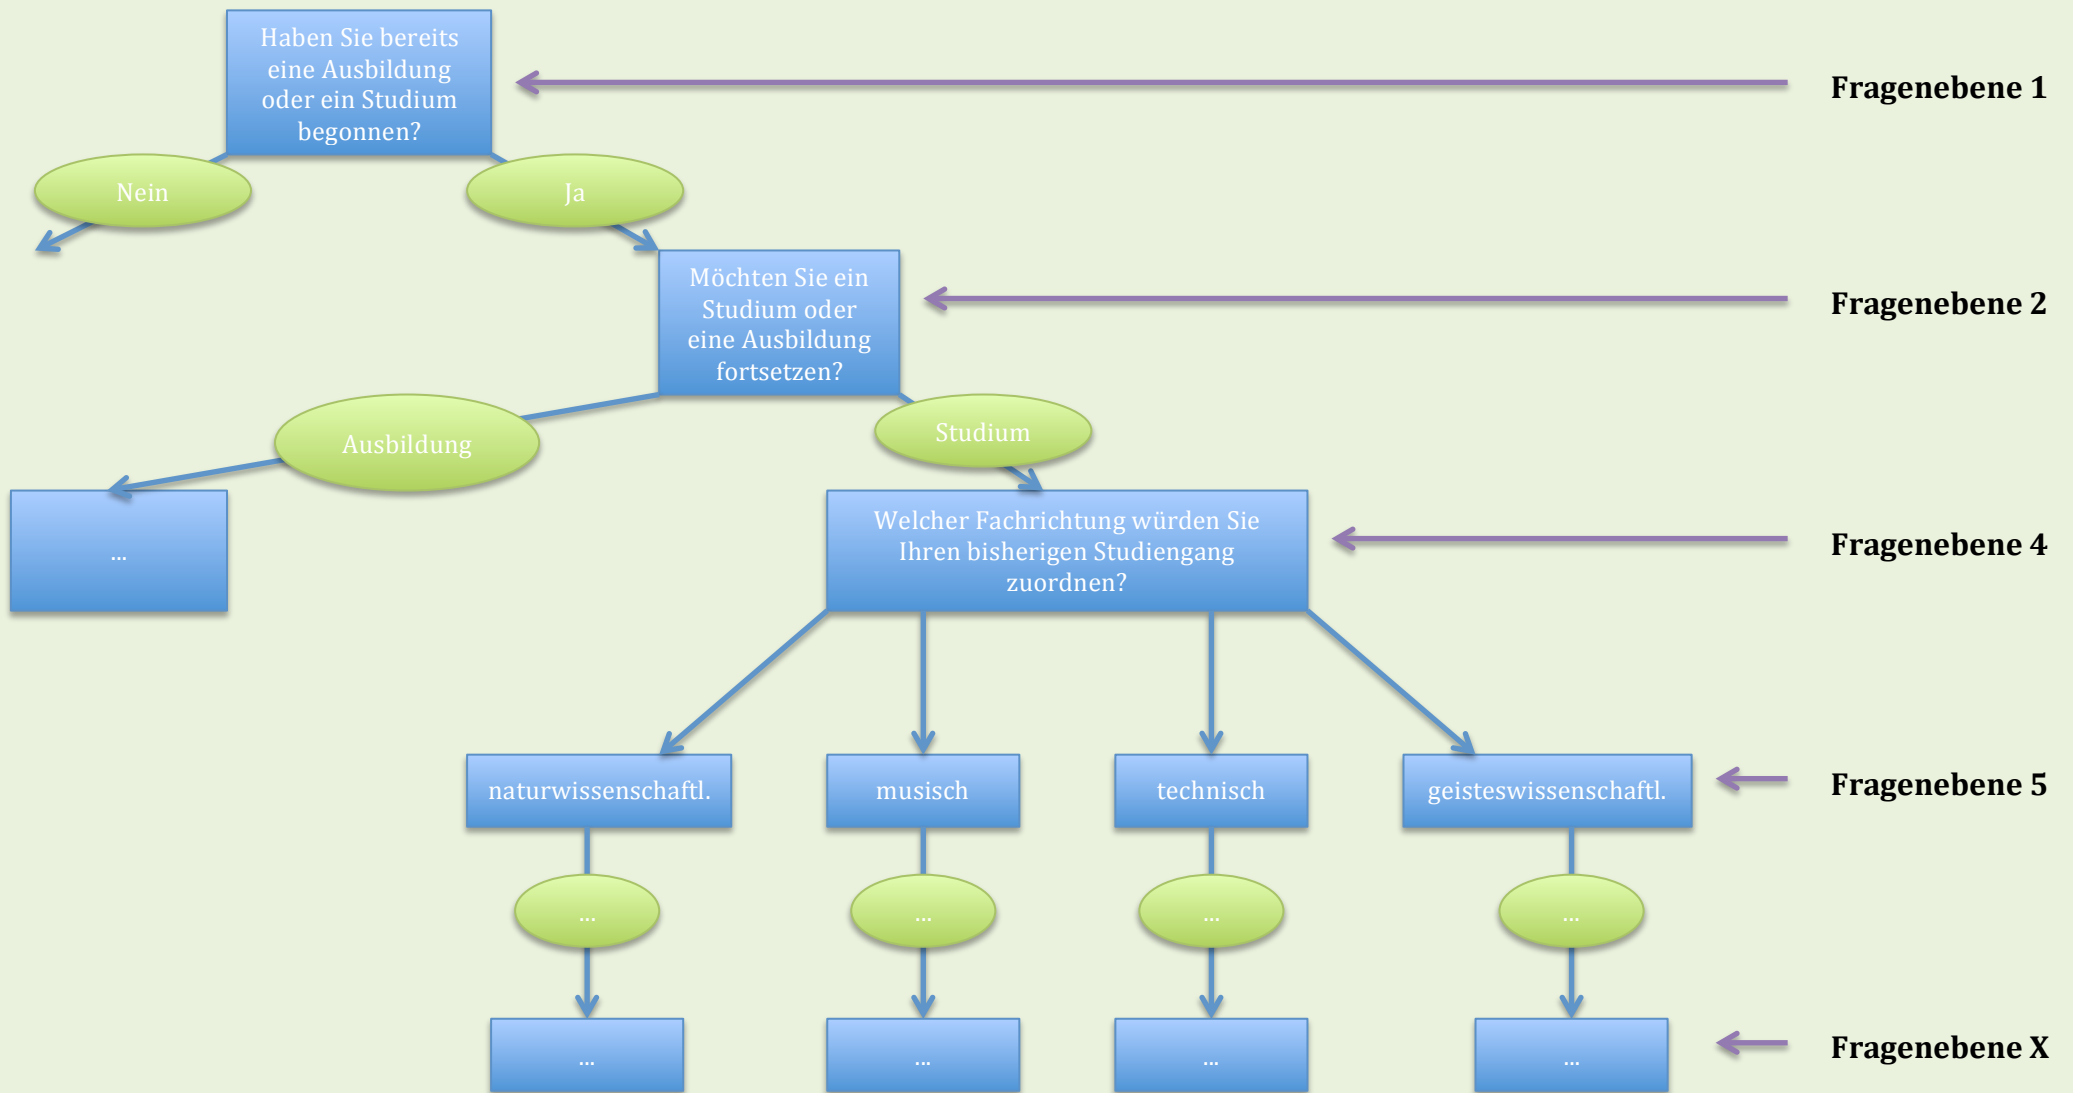 Haben Sie bereits
eine Ausbildung
oder ein Studium
begonnen?
Fragenebene 1
Nein
Ja
Möchten Sie ein
Studium oder
eine Ausbildung
fortsetzen?
Fragenebene 2
Ausbildung
Studium
...
Welcher Fachrichtung würden Sie
Ihren bisherigen Studiengang
zuordnen?
Fragenebene 4
naturwissenschaftl.
musisch
technisch
geisteswissenschaftl.
Fragenebene 5
...
...
...
...
...
...
...
...
Fragenebene X